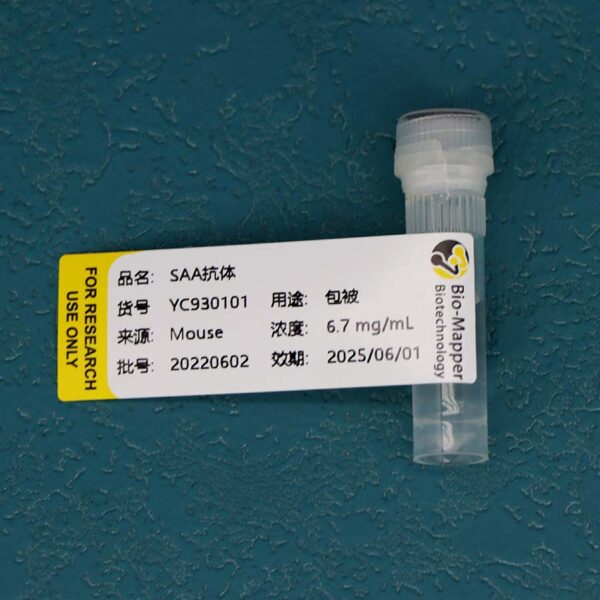 FOR RESEARCH
USE ONLY
品名: SAA抗体
货号 YC930101 用途: 包被
来源: Mouse 浓度: 6.7 mg/mL
批号: 20220602 效期: 2025/06/01
Bio-Mapper
Biotechnology